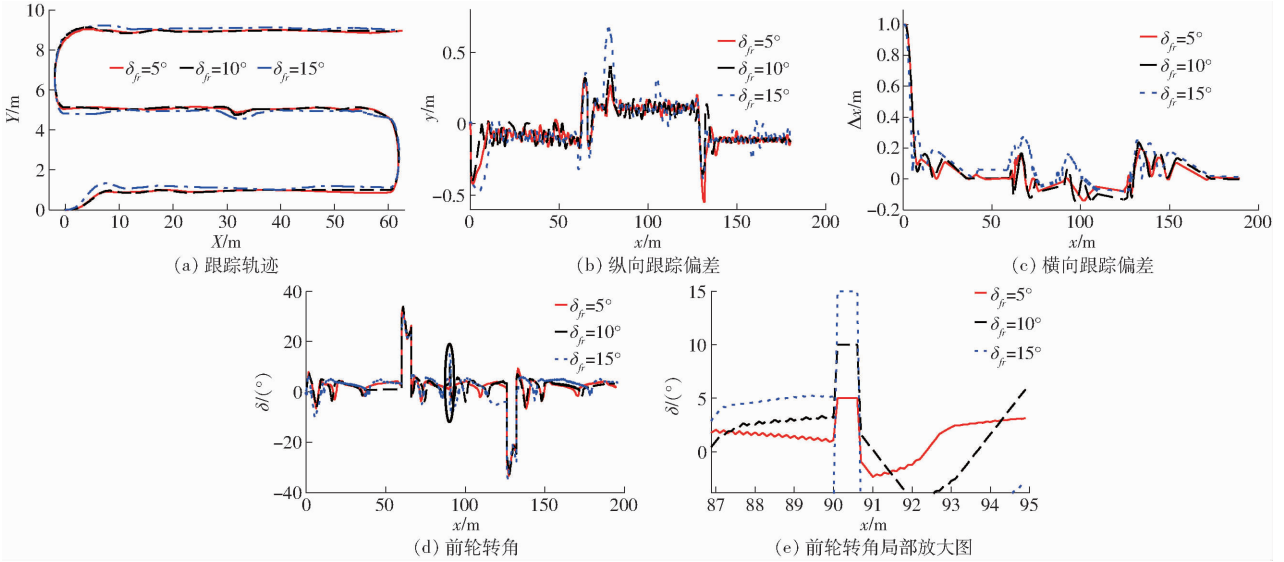 10
8
6
4
2
0
Y/m
δfr=5° δfr=10° δfr=15°
0 10 20 30 40 50 60
X/m
(a) 跟踪轨迹
0.5
0
−0.5
y/m
δfr=5°
δfr=10°
δfr=15°
0 50 100 150 200
x/m
(b) 纵向跟踪偏差
1.0
0.8
0.6
0.4
0.2
0
−0.2
Δx/m
δfr=5°
δfr=10°
δfr=15°
0 50 100 150 200
x/m
(c) 横向跟踪偏差
40
20
0
−20
−40
δ/(°)
δfr=5°
δfr=10°
δfr=15°
0 50 100 150 200
x/m
(d) 前轮转角
15
10
5
0
δ/(°)
δfr=5°
δfr=10°
δfr=15°
87 88 89 90 91 92 93 94 95
x/m
(e) 前轮转角局部放大图